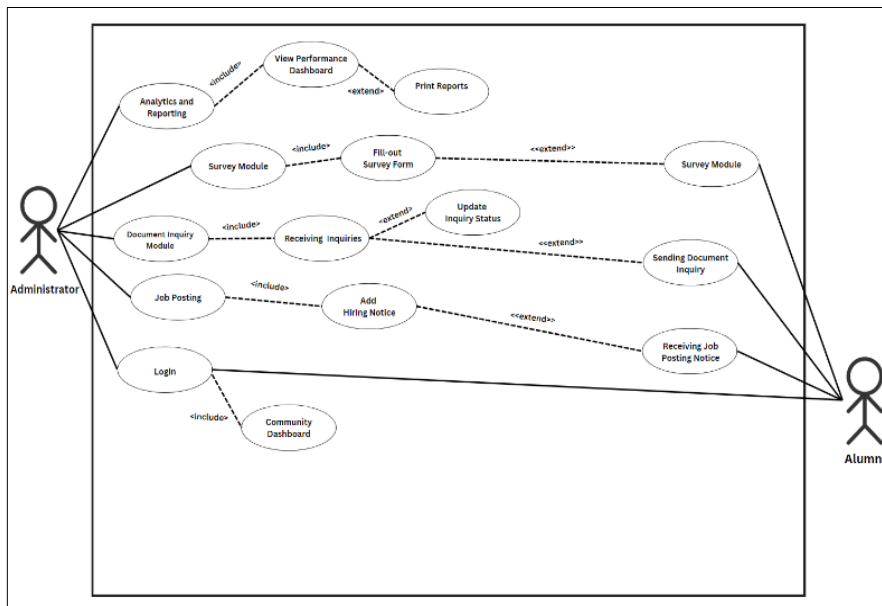 View Performance
Dashboard
<include>
<extend>
Print Reports
Analytics and
Reporting
Survey Module
<include>
Fill-out
Survey Form
<<extend>>
Survey Module
Update
Inquiry Status
<extend>
Document Inquiry
Module
<include>
Receiving Inquiries
<<extend>>
Sending Document
Inquiry
Administrator
Job Posting
<include>
Add
Hiring Notice
<<extend>>
Receiving Job
Posting Notice
Login
<include>
Community
Dashboard
Alumn